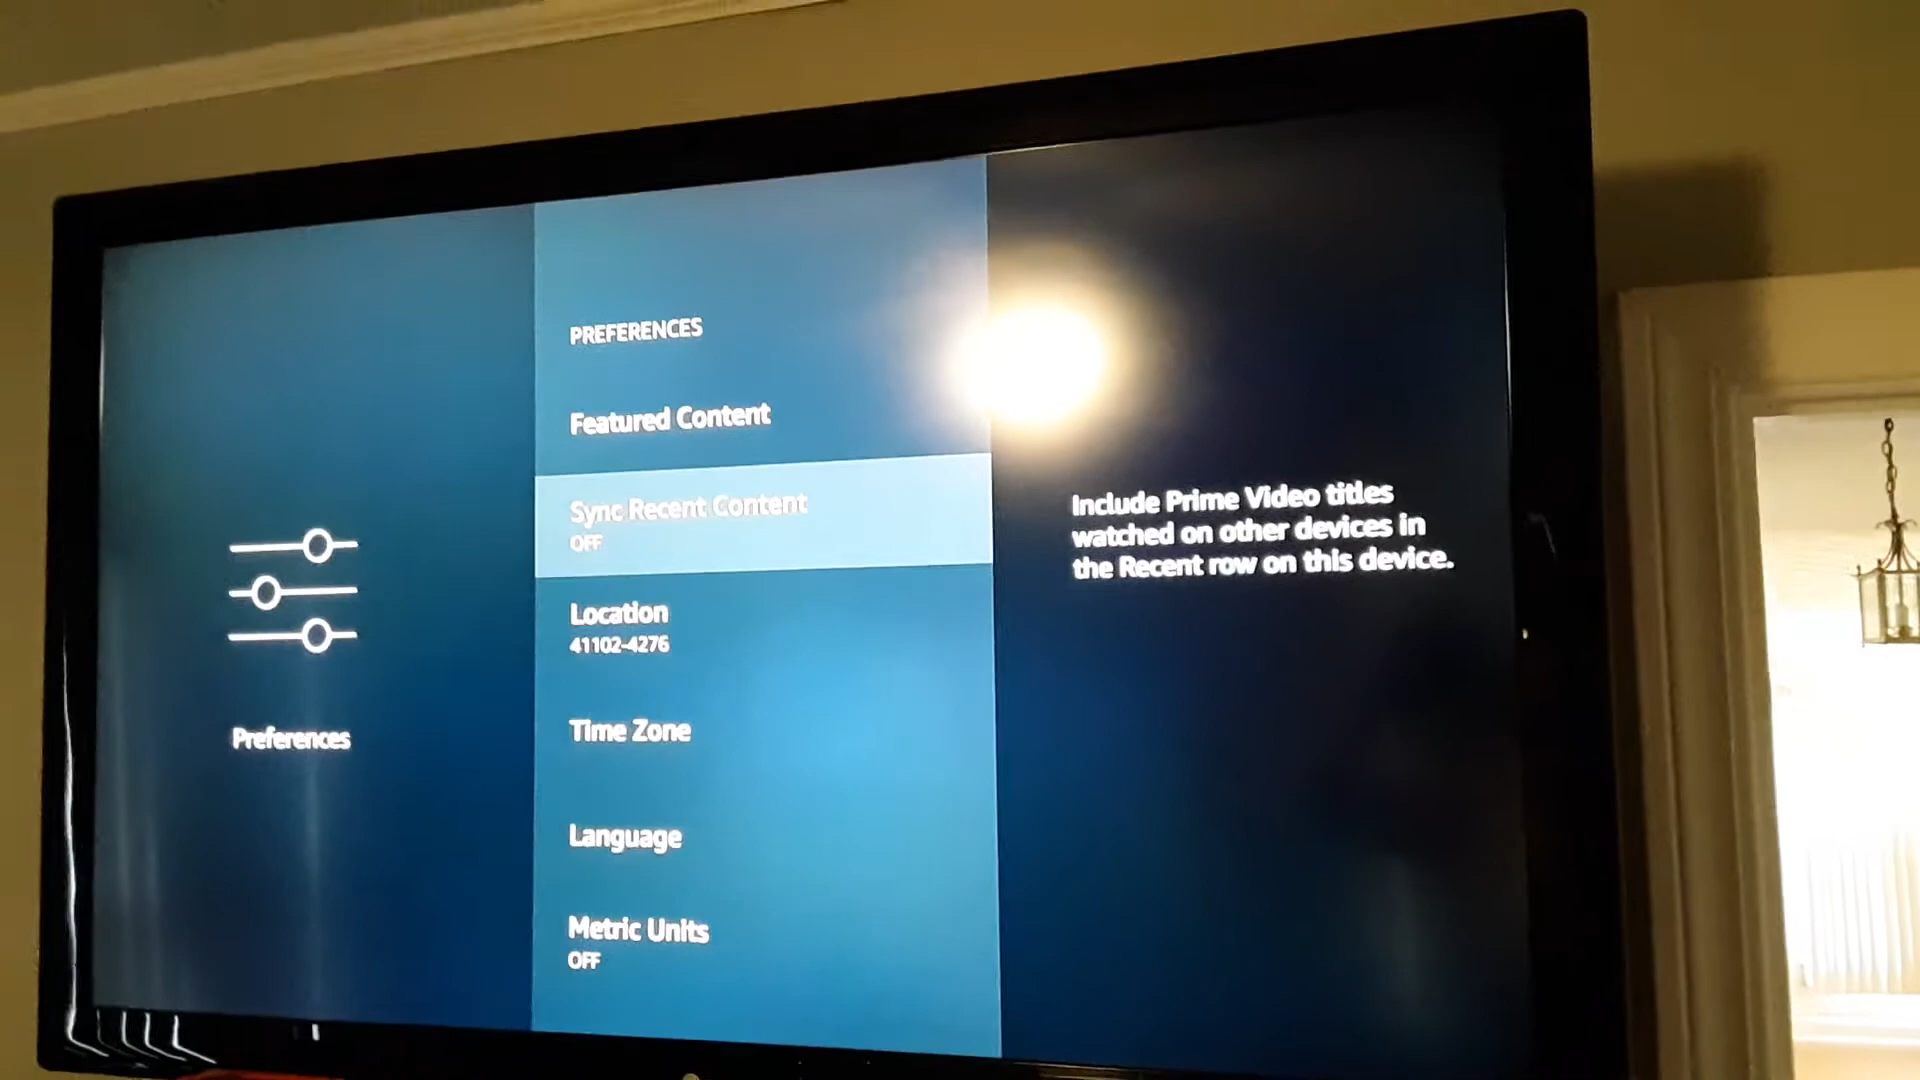 Preferences
PREFERENCES
Featured Content
Sync Recent Content
OFF
Location
41102-4276
Time Zone
Language
Metric Units
OFF
Include Prime Video titles
watched on other devices in
the Recent row on this device.